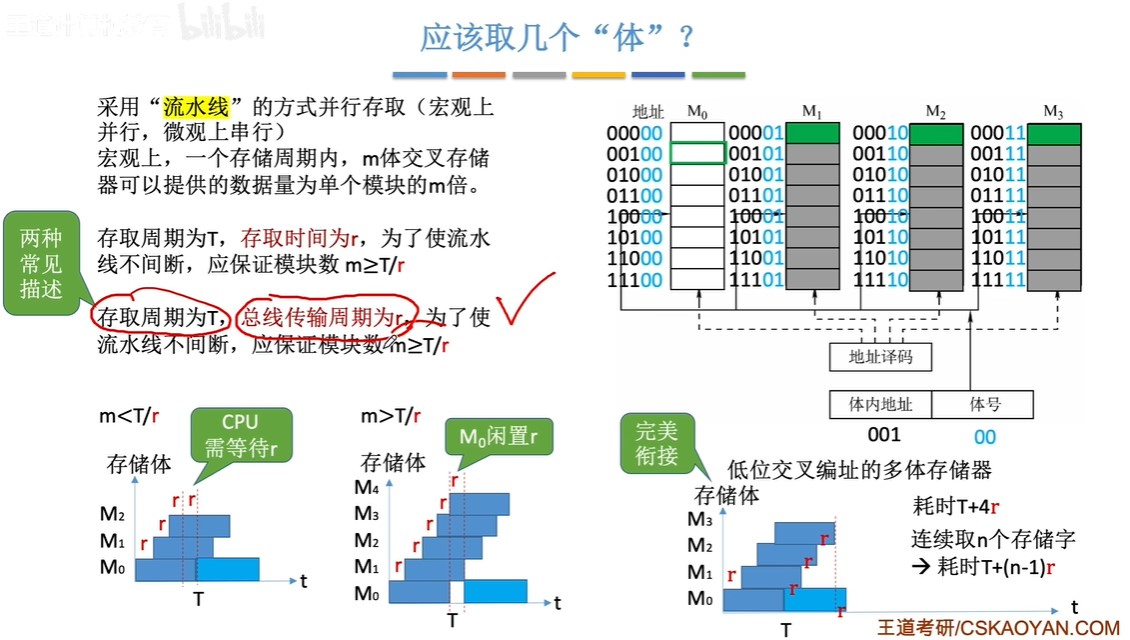 bilibili
应该取几个“体”？
采用“流水线”的方式并行存取（宏观上
并行，微观上串行）
宏观上，一个存储周期内，m体交叉存储
器可以提供的数据量为单个模块的m倍。
两种
常见
描述
存取周期为T，存取时间为r，为了使流水
线不间断，应保证模块数 m≥T/r
存取周期为T，总线传输周期为r，为了使
流水线不间断，应保证模块数 m≥T/r
地址 M0 M1 M2 M3
00000 00001 00010 00011
00100 00101 00110 00111
01000 01001 01010 01011
01100 01101 01110 01111
10000 10001 10010 10011
10100 10101 10110 10111
11000 11001 11010 11011
11100 11101 11110 11111
地址译码
体内地址 体号
001 00
低位交叉编址的多体存储器
m<T/r
CPU
需等待r
存储体
r r
r
r
M2
M1
M0
t
T
m>T/r
M0闲置r
存储体
r
r
r
r
r
M4
M3
M2
M1
M0
t
T
完美
衔接
存储体
M3
M2
M1
M0
r
r
r
r
r
t
T
耗时T+4r
连续取n个存储字
→ 耗时T+(n-1)r
王道考研/CSKAOYAN.COM